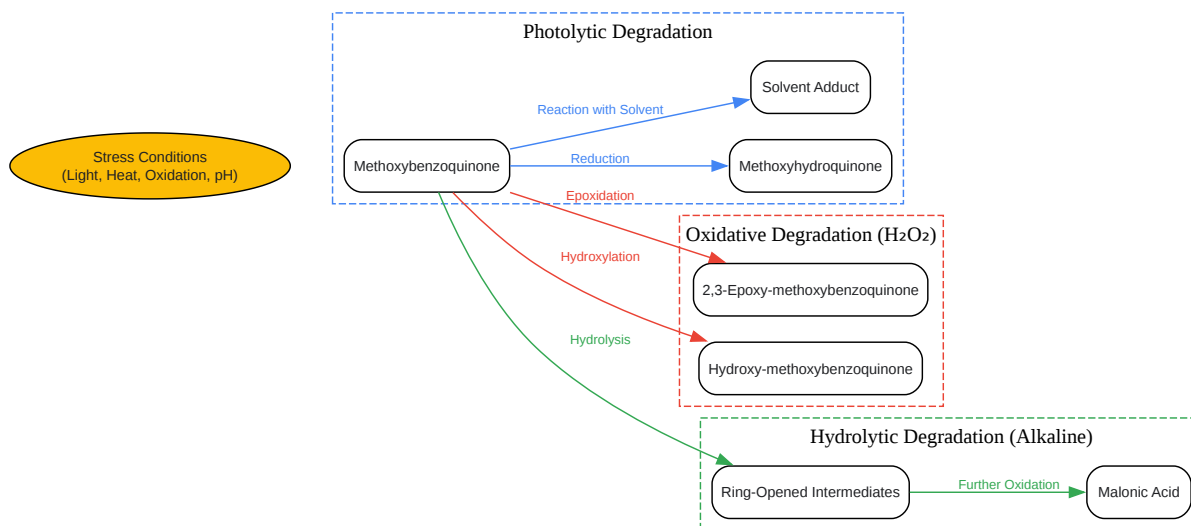 Photolytic Degradation
Solvent Adduct
Reaction with Solvent
Stress Conditions
(Light, Heat, Oxidation, pH)
Methoxybenzoquinone
Reduction
Methoxyhydroquinone
Epoxidation
Oxidative Degradation (H₂O₂)
Hydroxylation
2,3-Epoxy-methoxybenzoquinone
Hydrolysis
Hydroxy-methoxybenzoquinone
Hydrolytic Degradation (Alkaline)
Ring-Opened Intermediates
Further Oxidation
Malonic Acid